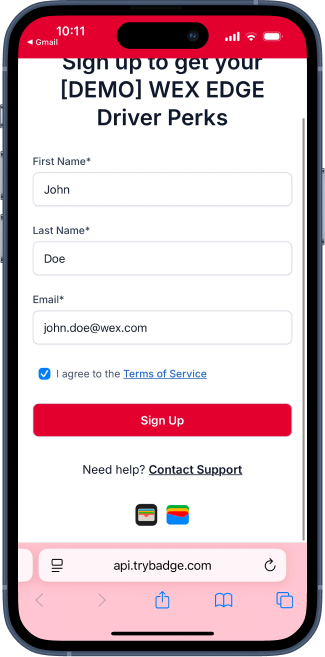 10:11
Gmail
Sign up to get your
[DEMO] WEX EDGE
Driver Perks
First Name*
John
Last Name*
Doe
Email*
john.doe@wex.com
I agree to the Terms of Service
Sign Up
Need help? Contact Support
api.trybadge.com